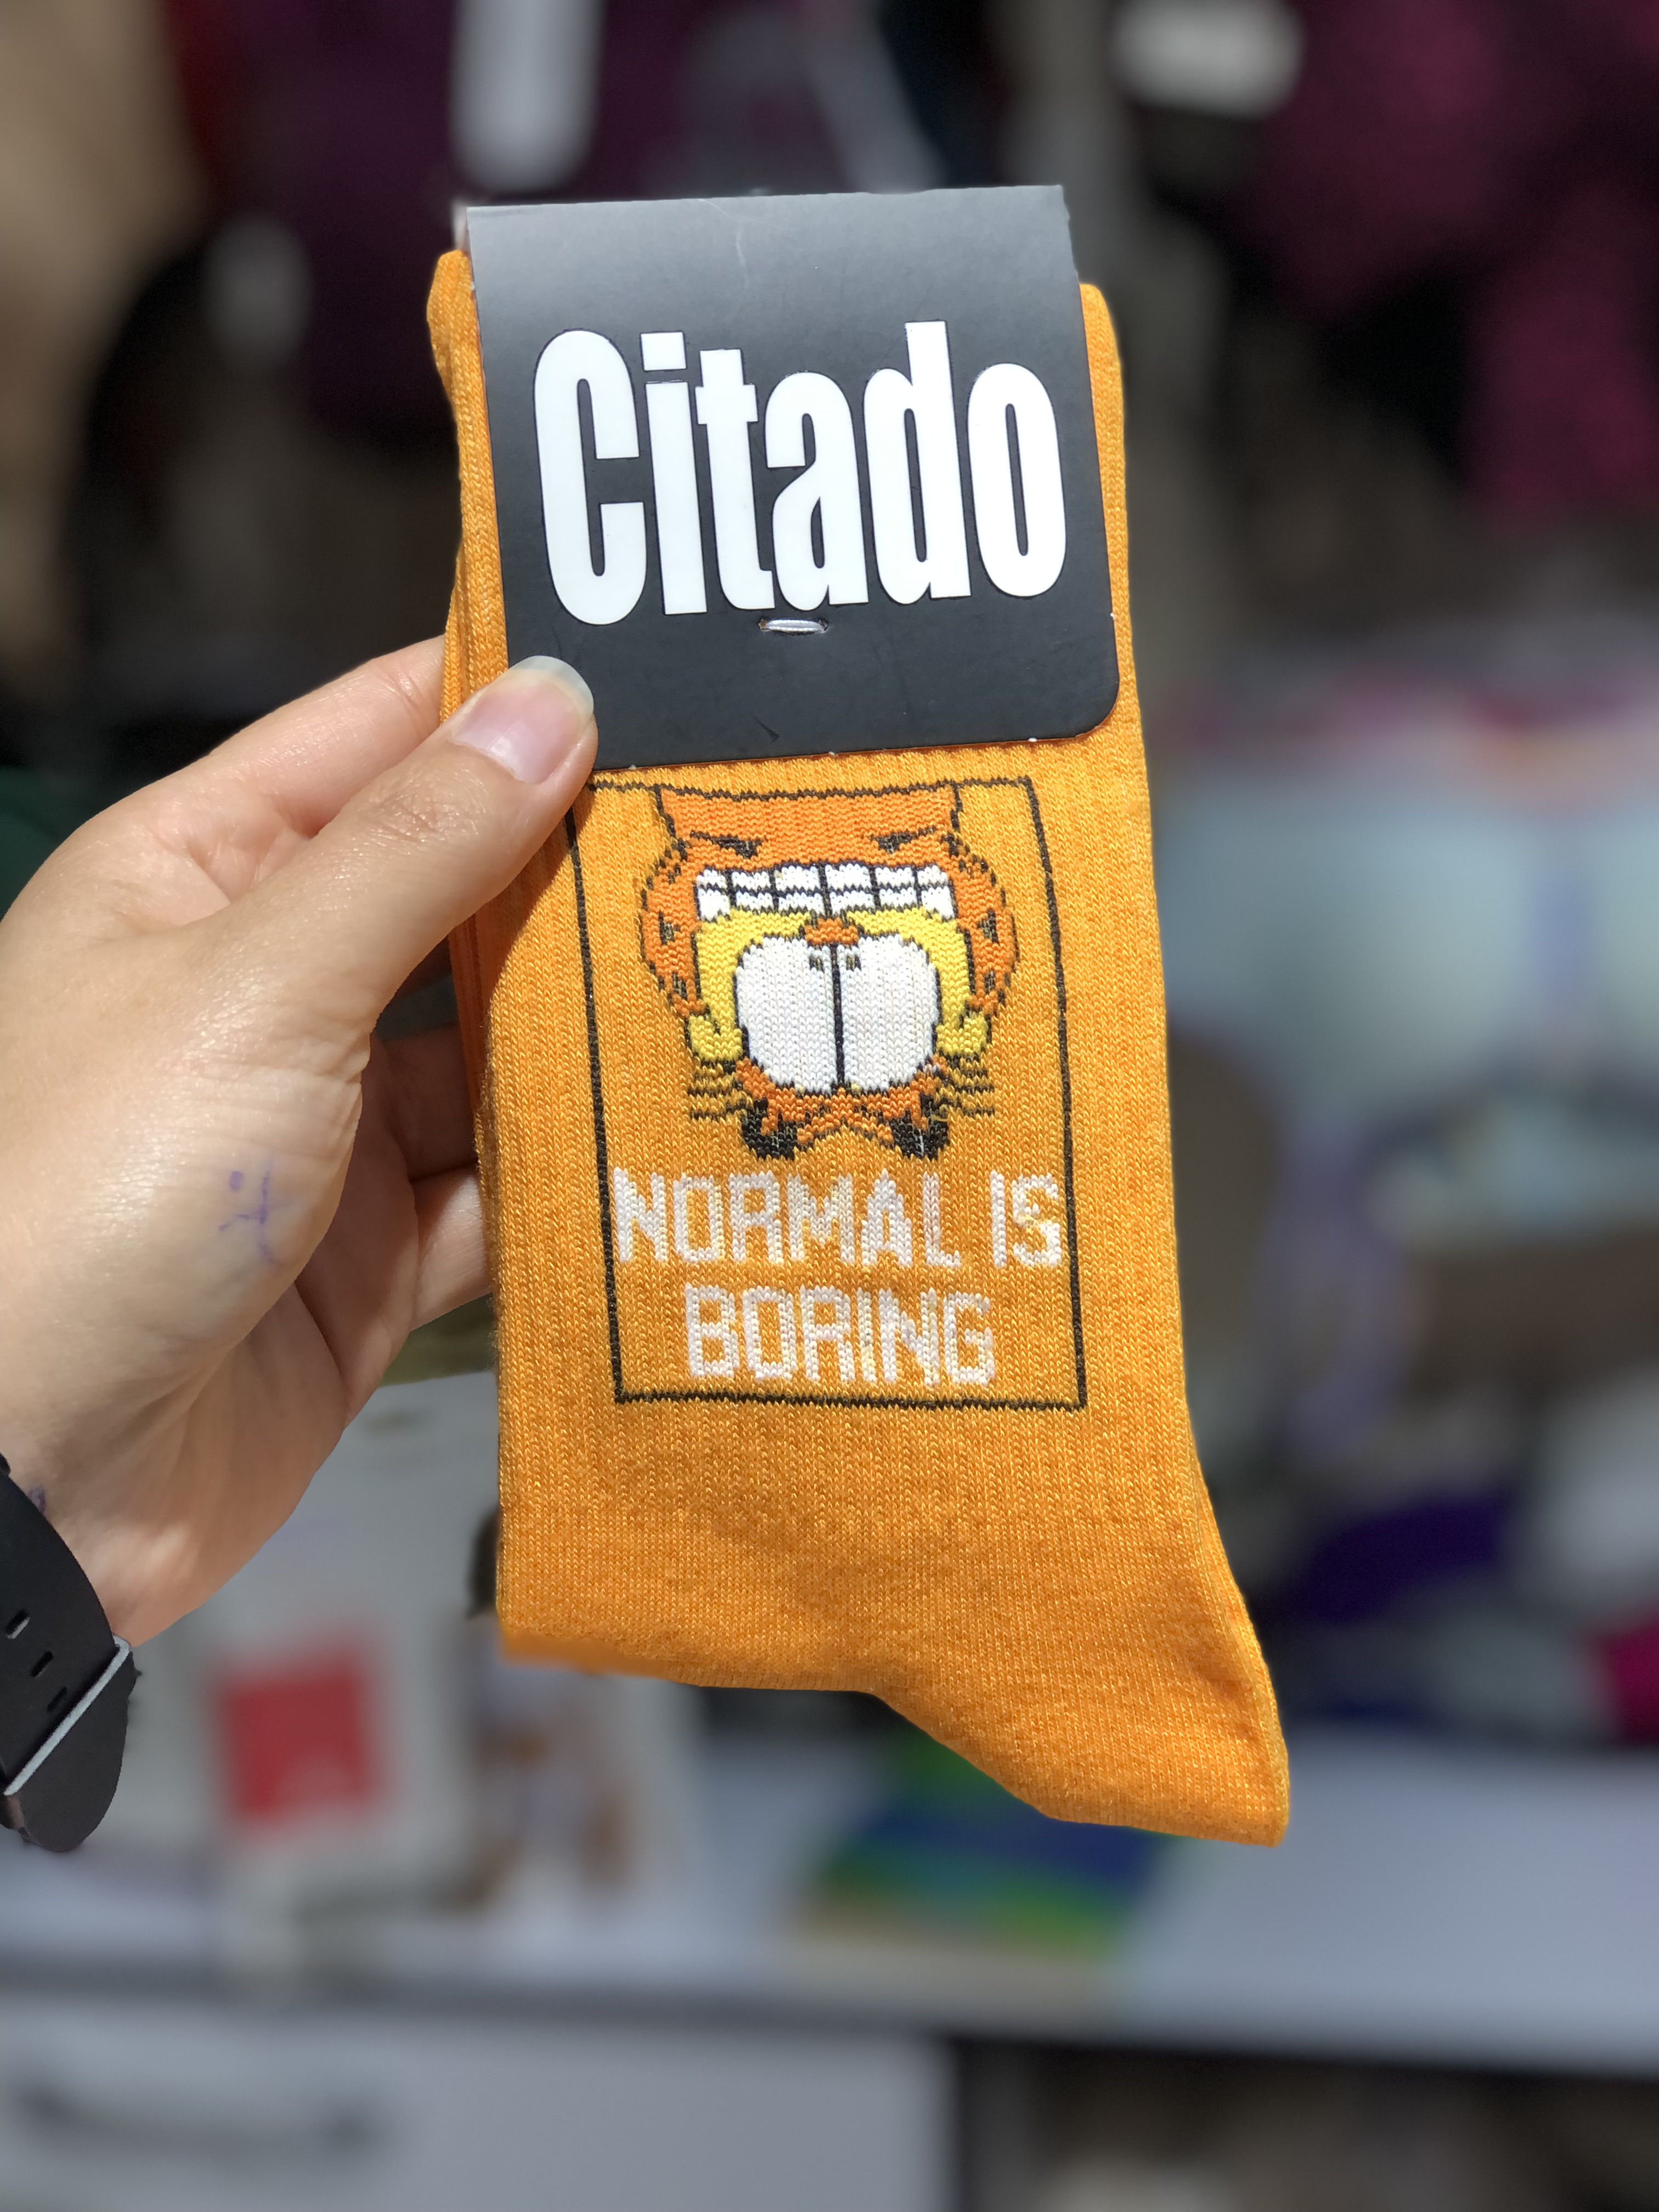 Citado
NORMAL IS
BORING